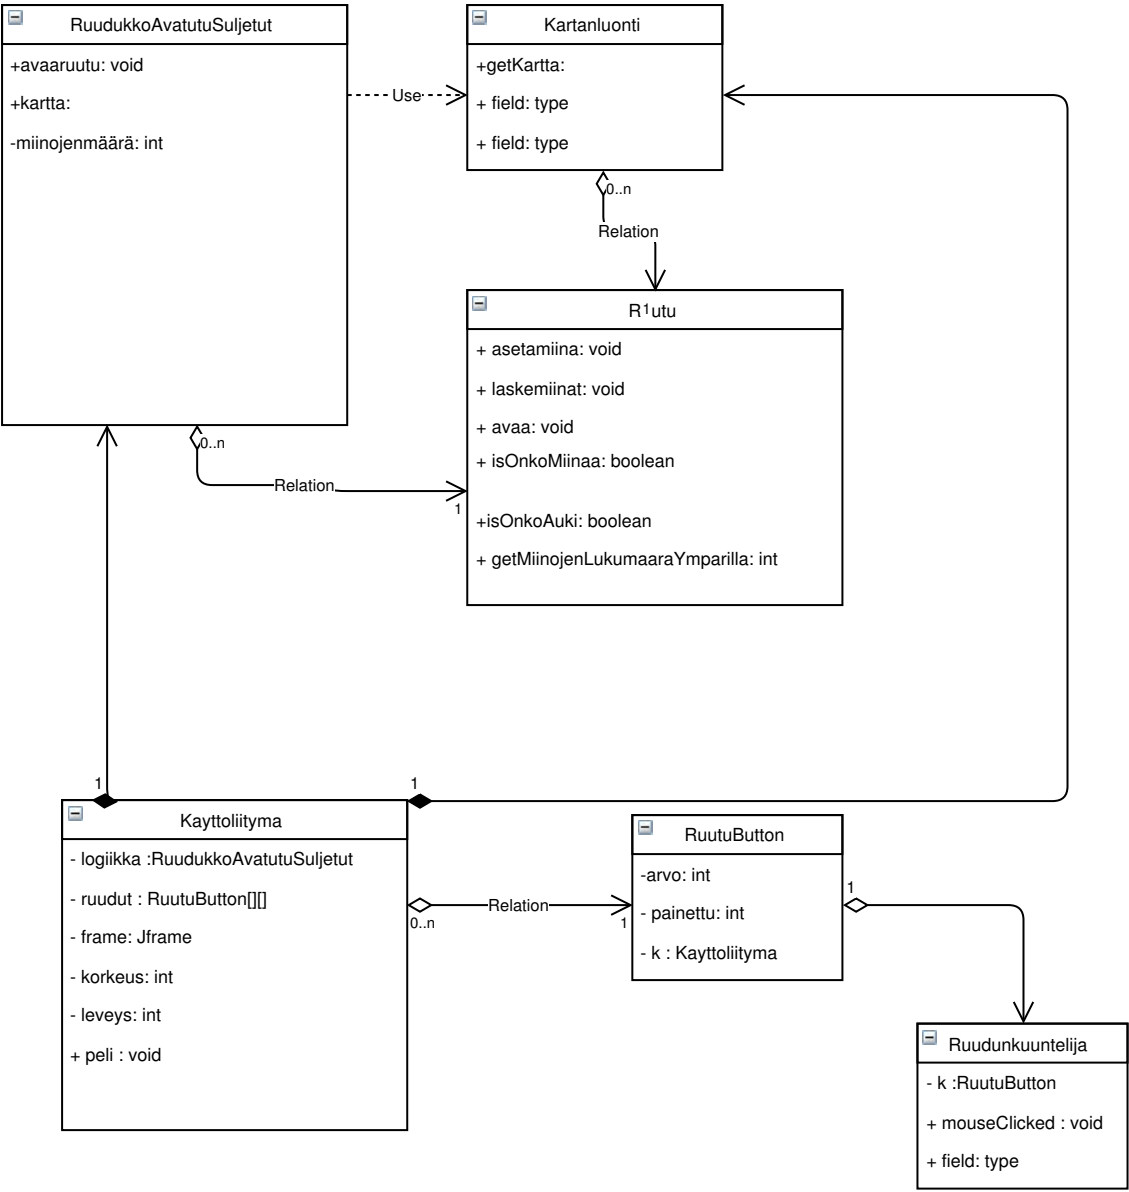 RuudukkoAvatutuSuljetut
+avaaruutu: void
+kartta:
-miinojenmäärä: int
Use
Kartanluonti
+getKartta:
+ field: type
+ field: type
0..n
Relation
R1utu
+ asetamiina: void
+ laskemiinat: void
+ avaa: void
+ isOnkoMiinaa: boolean
+isOnkoAuki: boolean
+ getMiinojenLukumaaraYmparilla: int
0..n
Relation
1
1
1
Kayttoliityma
- logiikka :RuudukkoAvatutuSuljetut
- ruudut : RuutuButton[][]
- frame: Jframe
- korkeus: int
- leveys: int
+ peli : void
0..n
Relation
1
RuutuButton
-arvo: int
- painettu: int
- k : Kayttoliityma
1
Ruudunkuuntelija
- k :RuutuButton
+ mouseClicked : void
+ field: type